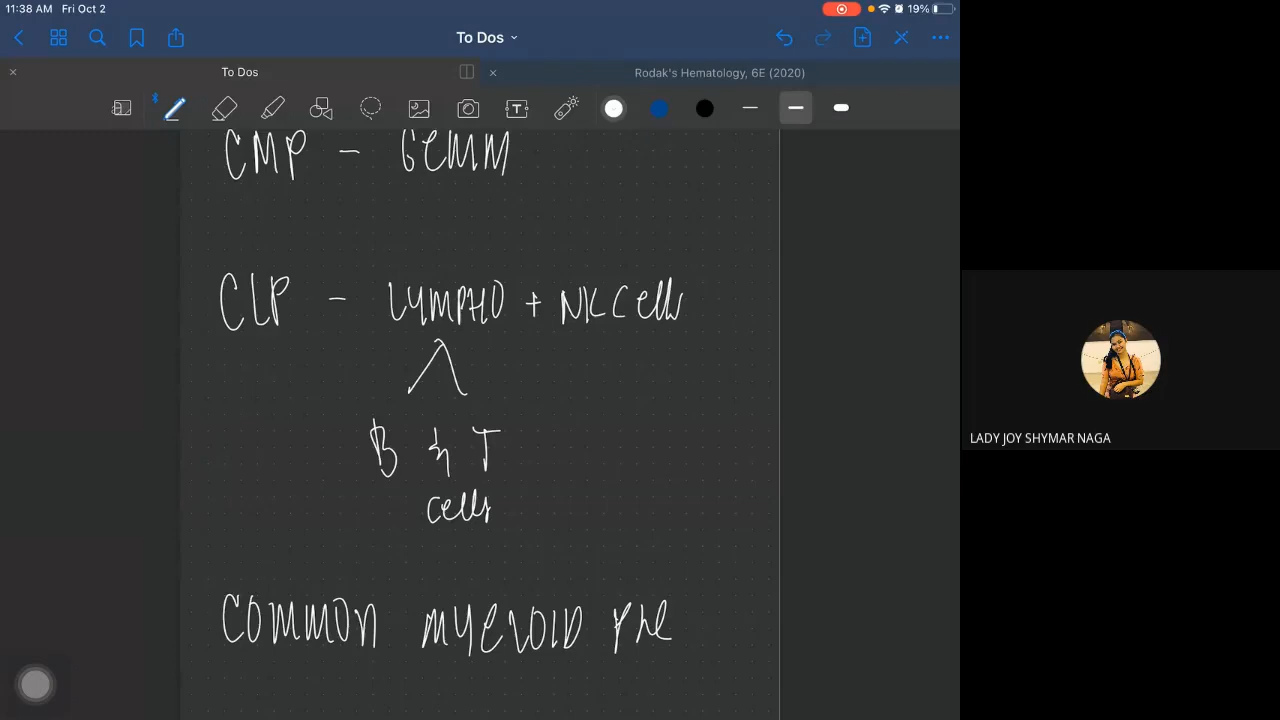 11:38 AM Fri Oct 2 19%
To Dos
To Dos Rodak's Hematology, 6E (2020)
T
CMP - GEMM
CLP - LYMPHO + NK Cells
B & T
cells
COMMON MYELOID PRE
LADY JOY SHYMAR NAGA